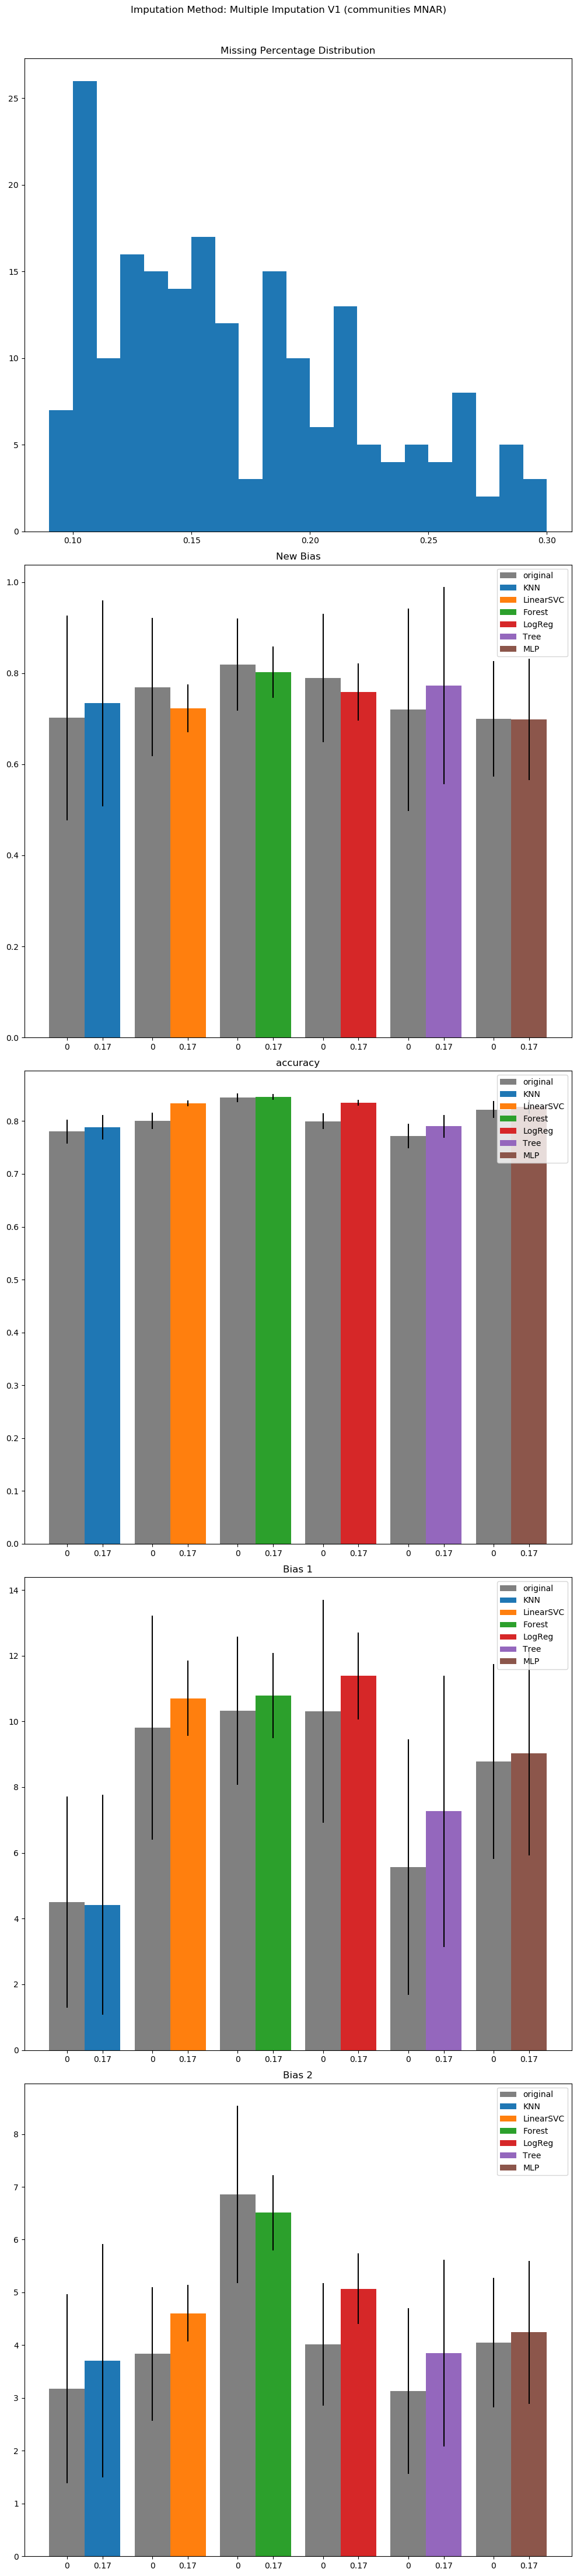 Imputation Method: Multiple Imputation V1 (communities MNAR)
Missing Percentage Distribution
25
20
15
10
5
0
0.10 0.15 0.20 0.25 0.30
New Bias
1.0
0.8
0.6
0.4
0.2
0.0
original
KNN
LinearSVC
Forest
LogReg
Tree
MLP
0 0.17 0 0.17 0 0.17 0 0.17 0 0.17 0 0.17
accuracy
0.8
0.7
0.6
0.5
0.4
0.3
0.2
0.1
0.0
original
KNN
LinearSVC
Forest
LogReg
Tree
MLP
0 0.17 0 0.17 0 0.17 0 0.17 0 0.17 0 0.17
Bias 1
14
12
10
8
6
4
2
0
original
KNN
LinearSVC
Forest
LogReg
Tree
MLP
0 0.17 0 0.17 0 0.17 0 0.17 0 0.17 0 0.17
Bias 2
8
7
6
5
4
3
2
1
0
original
KNN
LinearSVC
Forest
LogReg
Tree
MLP
0 0.17 0 0.17 0 0.17 0 0.17 0 0.17 0 0.17